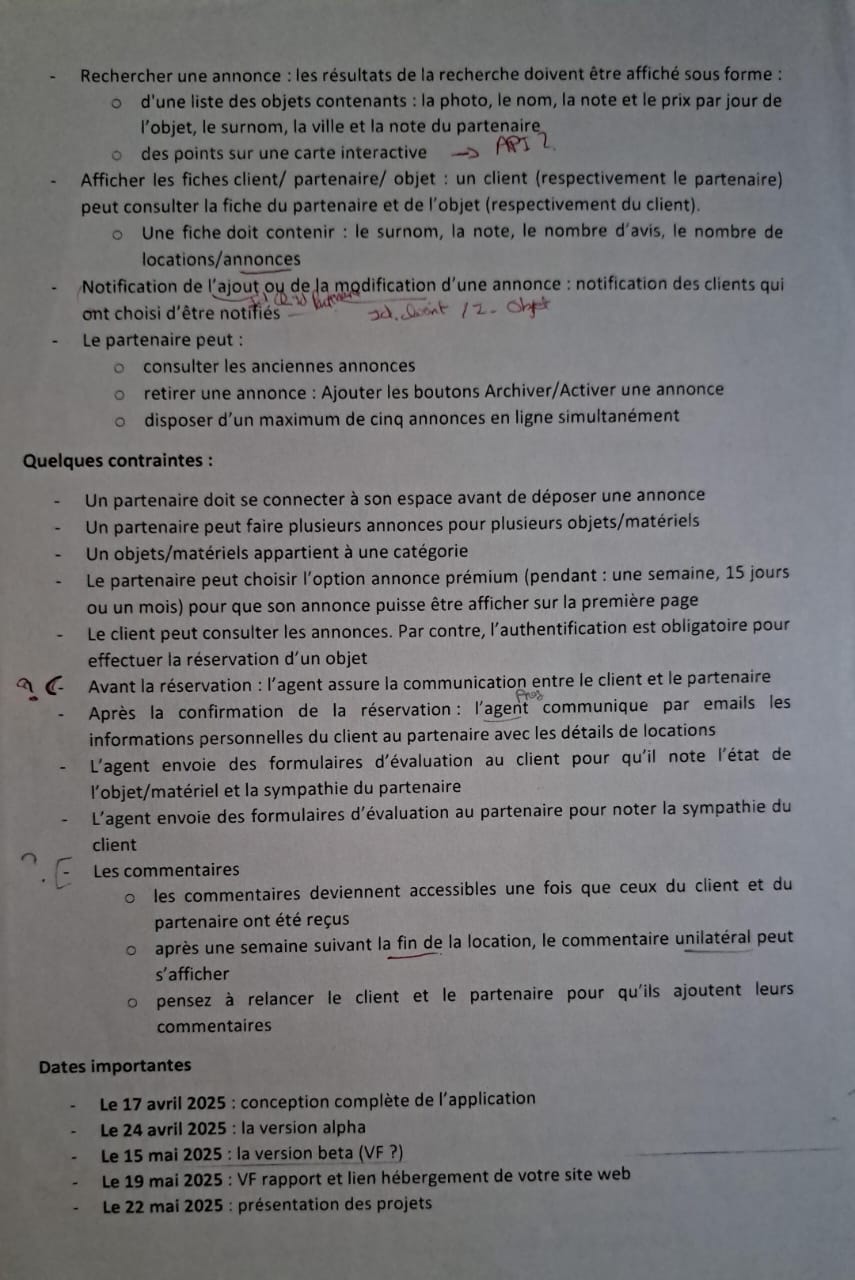 - Rechercher une annonce : les résultats de la recherche doivent être affiché sous forme :
o d'une liste des objets contenants : la photo, le nom, la note et le prix par jour de
l'objet, le surnom, la ville et la note du partenaire
o des points sur une carte interactive → API ?
- Afficher les fiches client/ partenaire/ objet : un client (respectivement le partenaire)
peut consulter la fiche du partenaire et de l'objet (respectivement du client).
o Une fiche doit contenir : le surnom, la note, le nombre d'avis, le nombre de
locations/annonces
- Notification de l'ajout ou de la modification d'une annonce : notification des clients qui
ont choisi d'être notifiés
- Le partenaire peut :
o consulter les anciennes annonces
o retirer une annonce : Ajouter les boutons Archiver/Activer une annonce
o disposer d'un maximum de cinq annonces en ligne simultanément
Quelques contraintes :
- Un partenaire doit se connecter à son espace avant de déposer une annonce
- Un partenaire peut faire plusieurs annonces pour plusieurs objets/matériels
- Un objets/matériels appartient à une catégorie
- Le partenaire peut choisir l'option annonce prémium (pendant : une semaine, 15 jours
ou un mois) pour que son annonce puisse être afficher sur la première page
- Le client peut consulter les annonces. Par contre, l'authentification est obligatoire pour
effectuer la réservation d'un objet
? - Avant la réservation : l'agent assure la communication entre le client et le partenaire
- Après la confirmation de la réservation : l'agent communique par emails les
informations personnelles du client au partenaire avec les détails de locations
- L'agent envoie des formulaires d'évaluation au client pour qu'il note l'état de
l'objet/matériel et la sympathie du partenaire
- L'agent envoie des formulaires d'évaluation au partenaire pour noter la sympathie du
client
? - Les commentaires
o les commentaires deviennent accessibles une fois que ceux du client et du
partenaire ont été reçus
o après une semaine suivant la fin de la location, le commentaire unilatéral peut
s'afficher
o pensez à relancer le client et le partenaire pour qu'ils ajoutent leurs
commentaires
Dates importantes
- Le 17 avril 2025 : conception complète de l'application
- Le 24 avril 2025 : la version alpha
- Le 15 mai 2025 : la version beta (VF ?)
- Le 19 mai 2025 : VF rapport et lien hébergement de votre site web
- Le 22 mai 2025 : présentation des projets